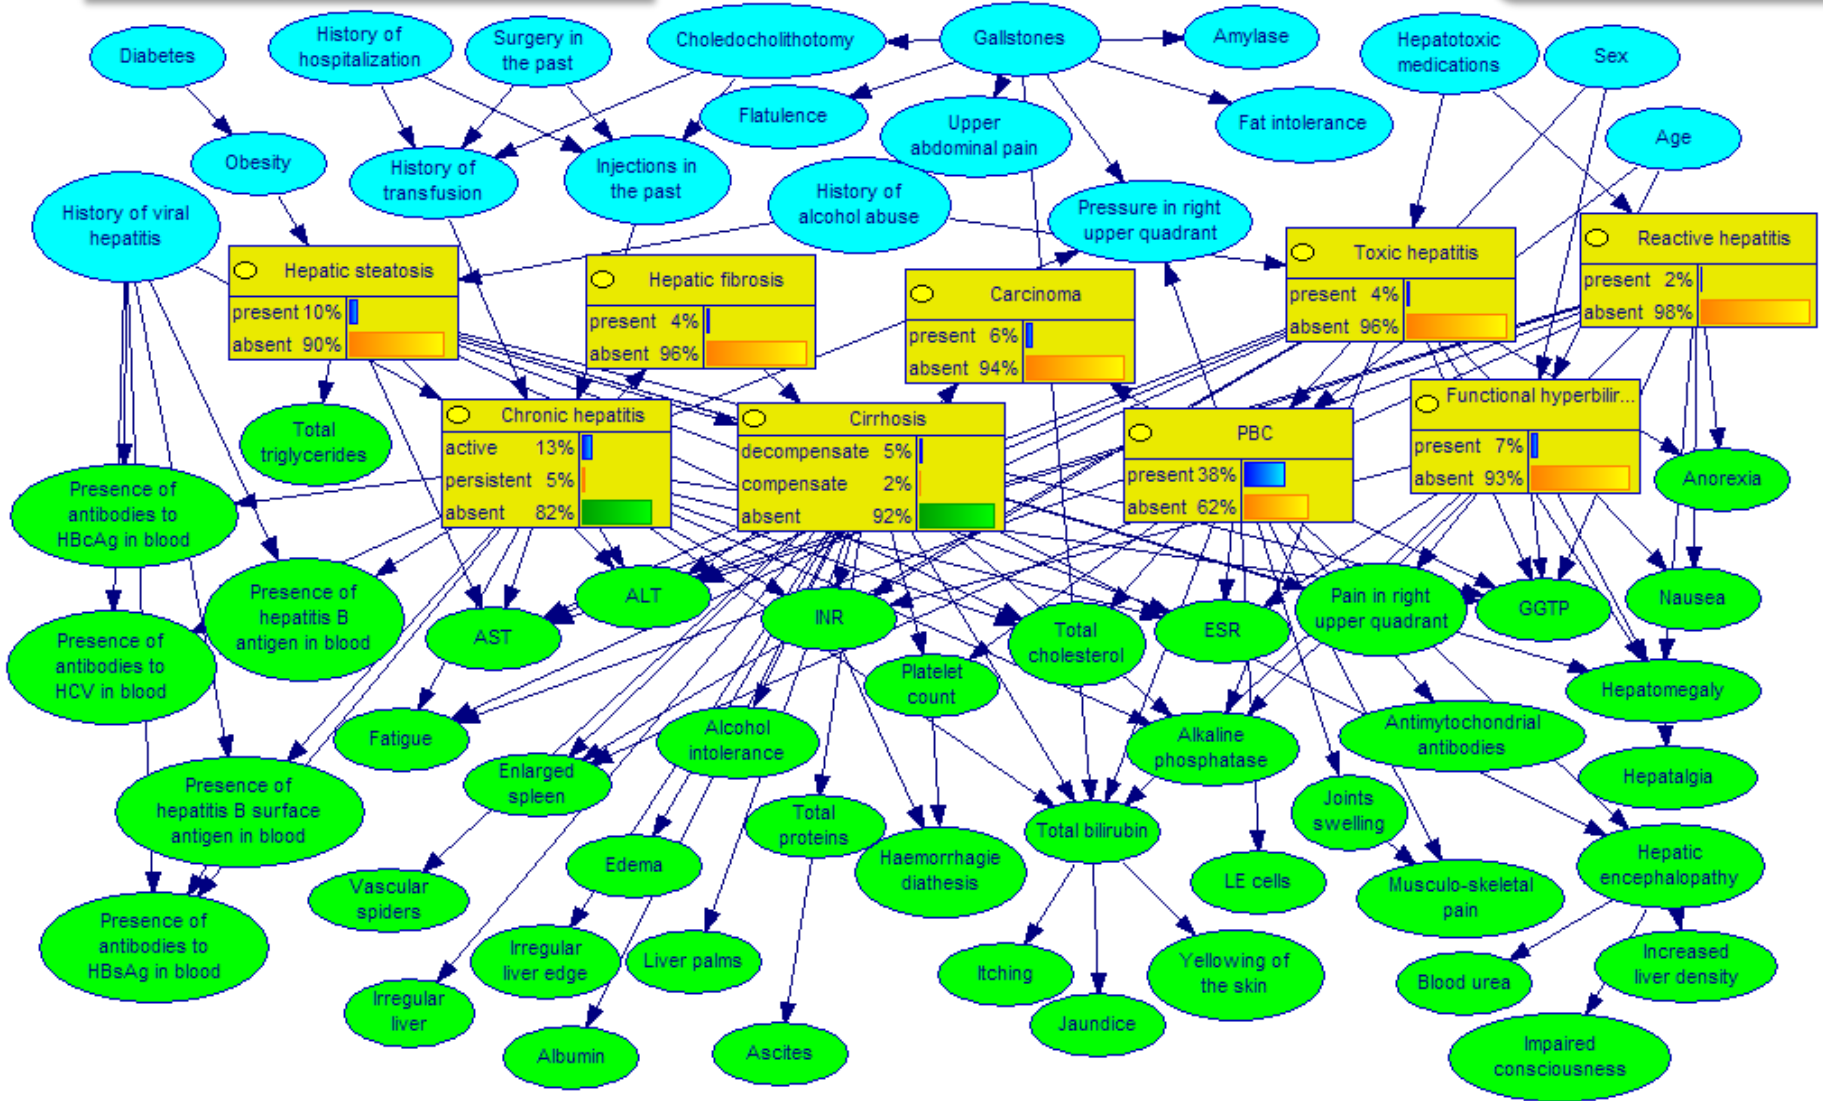 Diabetes
History of
hospitalization
Surgery in
the past
Choledocholithotomy
Gallstones
Amylase
Hepatotoxic
medications
Sex
Flatulence
Upper
abdominal pain
Fat intolerance
Age
Obesity
History of
transfusion
Injections in
the past
History of
alcohol abuse
Pressure in right
upper quadrant
History of viral
hepatitis
Hepatic steatosis
present 10%
absent 90%
Hepatic fibrosis
present 4%
absent 96%
Carcinoma
present 6%
absent 94%
Toxic hepatitis
present 4%
absent 96%
Reactive hepatitis
present 2%
absent 98%
Total
triglycerides
Chronic hepatitis
active 13%
persistent 5%
absent 82%
Cirrhosis
decompensate 5%
compensate 2%
absent 92%
PBC
present 38%
absent 62%
Functional hyperbilir...
present 7%
absent 93%
Anorexia
Presence of
antibodies to
HBcAg in blood
Presence of
hepatitis B
antigen in blood
AST
ALT
INR
Total
cholesterol
ESR
Pain in right
upper quadrant
GGTP
Nausea
Presence of
antibodies to
HCV in blood
Platelet
count
Hepatomegaly
Fatigue
Enlarged
spleen
Alcohol
intolerance
Alkaline
phosphatase
Antimytochondrial
antibodies
Hepatalgia
Presence of
hepatitis B surface
antigen in blood
Total
proteins
Total bilirubin
Joints
swelling
Vascular
spiders
Edema
Haemorrhagie
diathesis
LE cells
Musculo-skeletal
pain
Hepatic
encephalopathy
Presence of
antibodies to
HBsAg in blood
Irregular
liver edge
Liver palms
Itching
Yellowing of
the skin
Blood urea
Increased
liver density
Irregular
liver
Albumin
Ascites
Jaundice
Impaired
consciousness